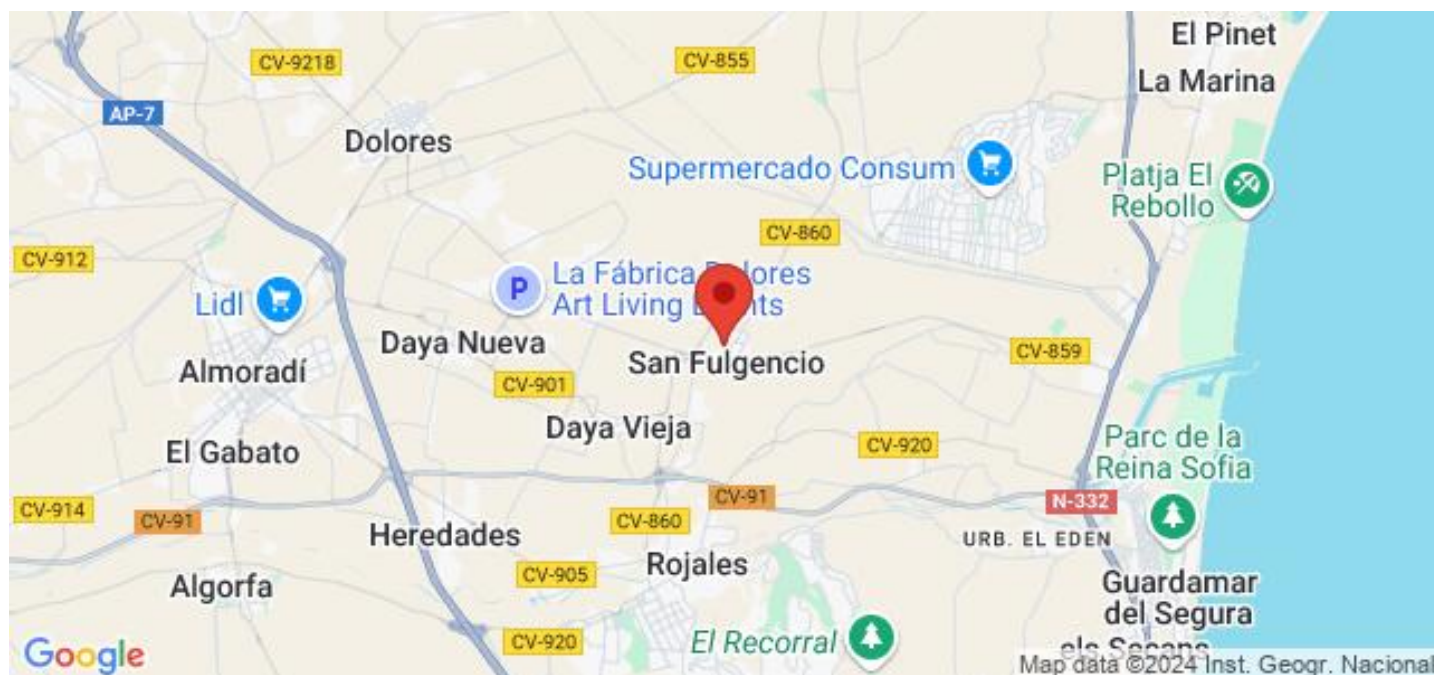 El Pinet
CV-9218
CV-855
La Marina
AP-7
Dolores
Supermercado Consum
Platja El
Rebollo
CV-860
CV-912
La Fábrica Dolores
Art Living Events
Lidl
Daya Nueva
CV-859
San Fulgencio
Almoradí
CV-901
Daya Vieja
CV-920
Parc de la
Reina Sofia
El Gabato
CV-91
N-332
CV-914
CV-91
CV-860
Heredades
URB. EL EDEN
Rojales
CV-905
Algorfa
Guardamar
del Segura
CV-920
El Recorral
els Secans
Google
Map data ©2024 Inst. Geogr. Nacional